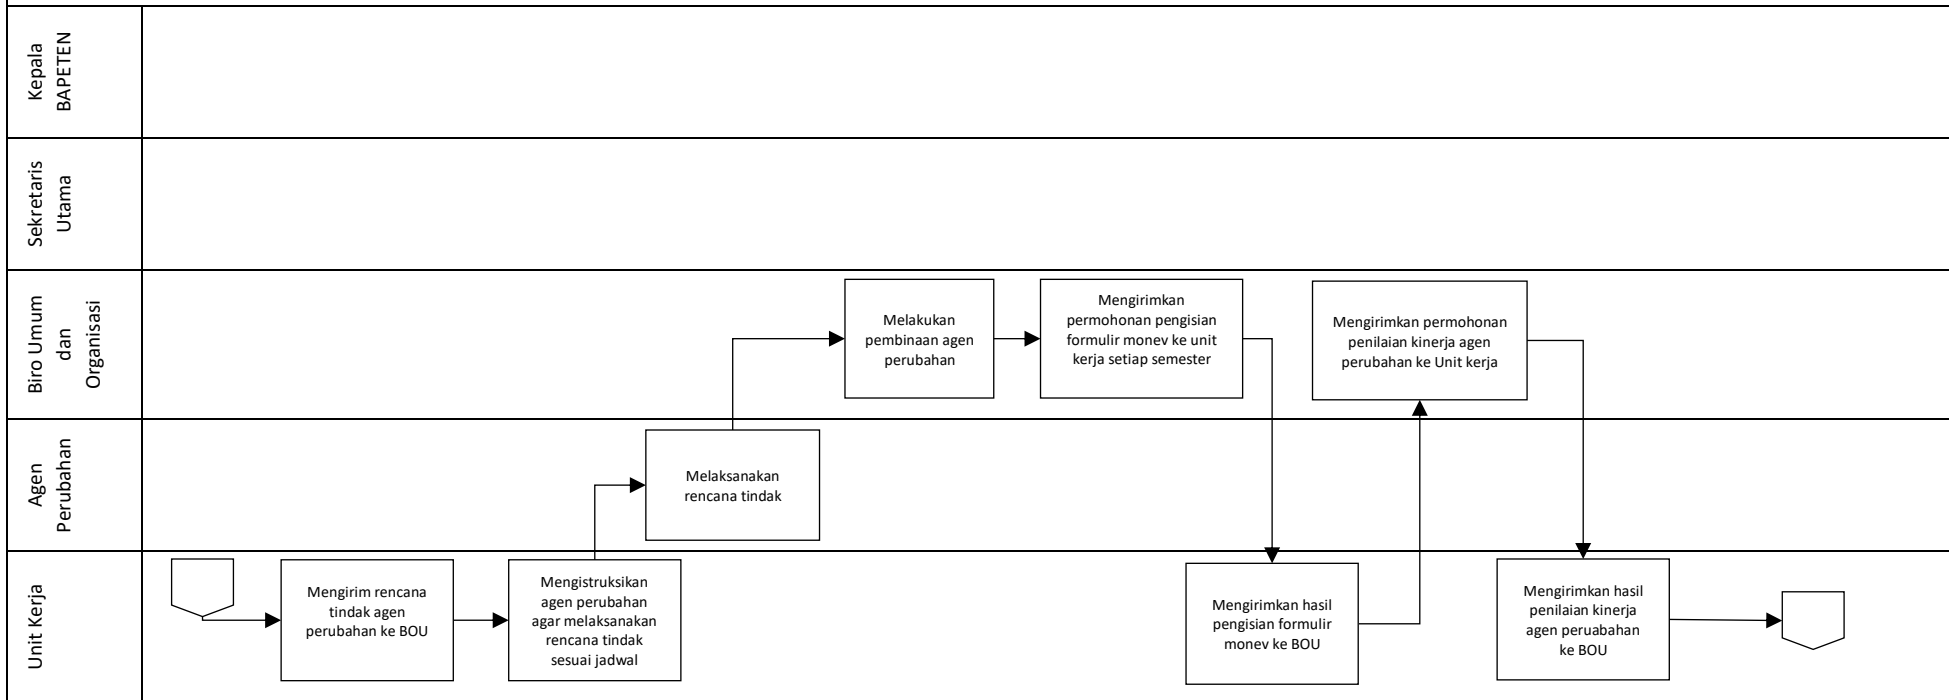 Kepala
BAPETEN
Sekretaris
Utama
Biro Umum
dan
Organisasi
Melakukan
pembinaan agen
perubahan
Mengirimkan
permohonan pengisian
formulir monev ke unit
kerja setiap semester
Mengirimkan permohonan
penilaian kinerja agen
perubahan ke Unit kerja
Agen
Perubahan
Melaksanakan
rencana tindak
Unit Kerja
Mengirim rencana
tindak agen
perubahan ke BOU
Mengistruksikan
agen perubahan
agar melaksanakan
rencana tindak
sesuai jadwal
Mengirimkan hasil
pengisian formulir
monev ke BOU
Mengirimkan hasil
penilaian kinerja
agen peruabahan
ke BOU